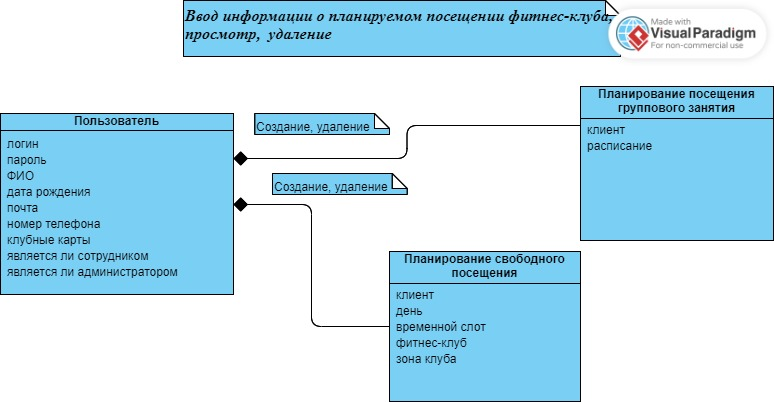 Ввод информации о планируемом посещении фитнес-клуба,
просмотр, удаление
Made with
VisualParadigm
For non-commercial use
Пользователь
логин
пароль
ФИО
дата рождения
почта
номер телефона
клубные карты
является ли сотрудником
является ли администратором
Создание, удаление
Создание, удаление
Планирование посещения
группового занятия
клиент
расписание
Планирование свободного
посещения
клиент
день
временной слот
фитнес-клуб
зона клуба